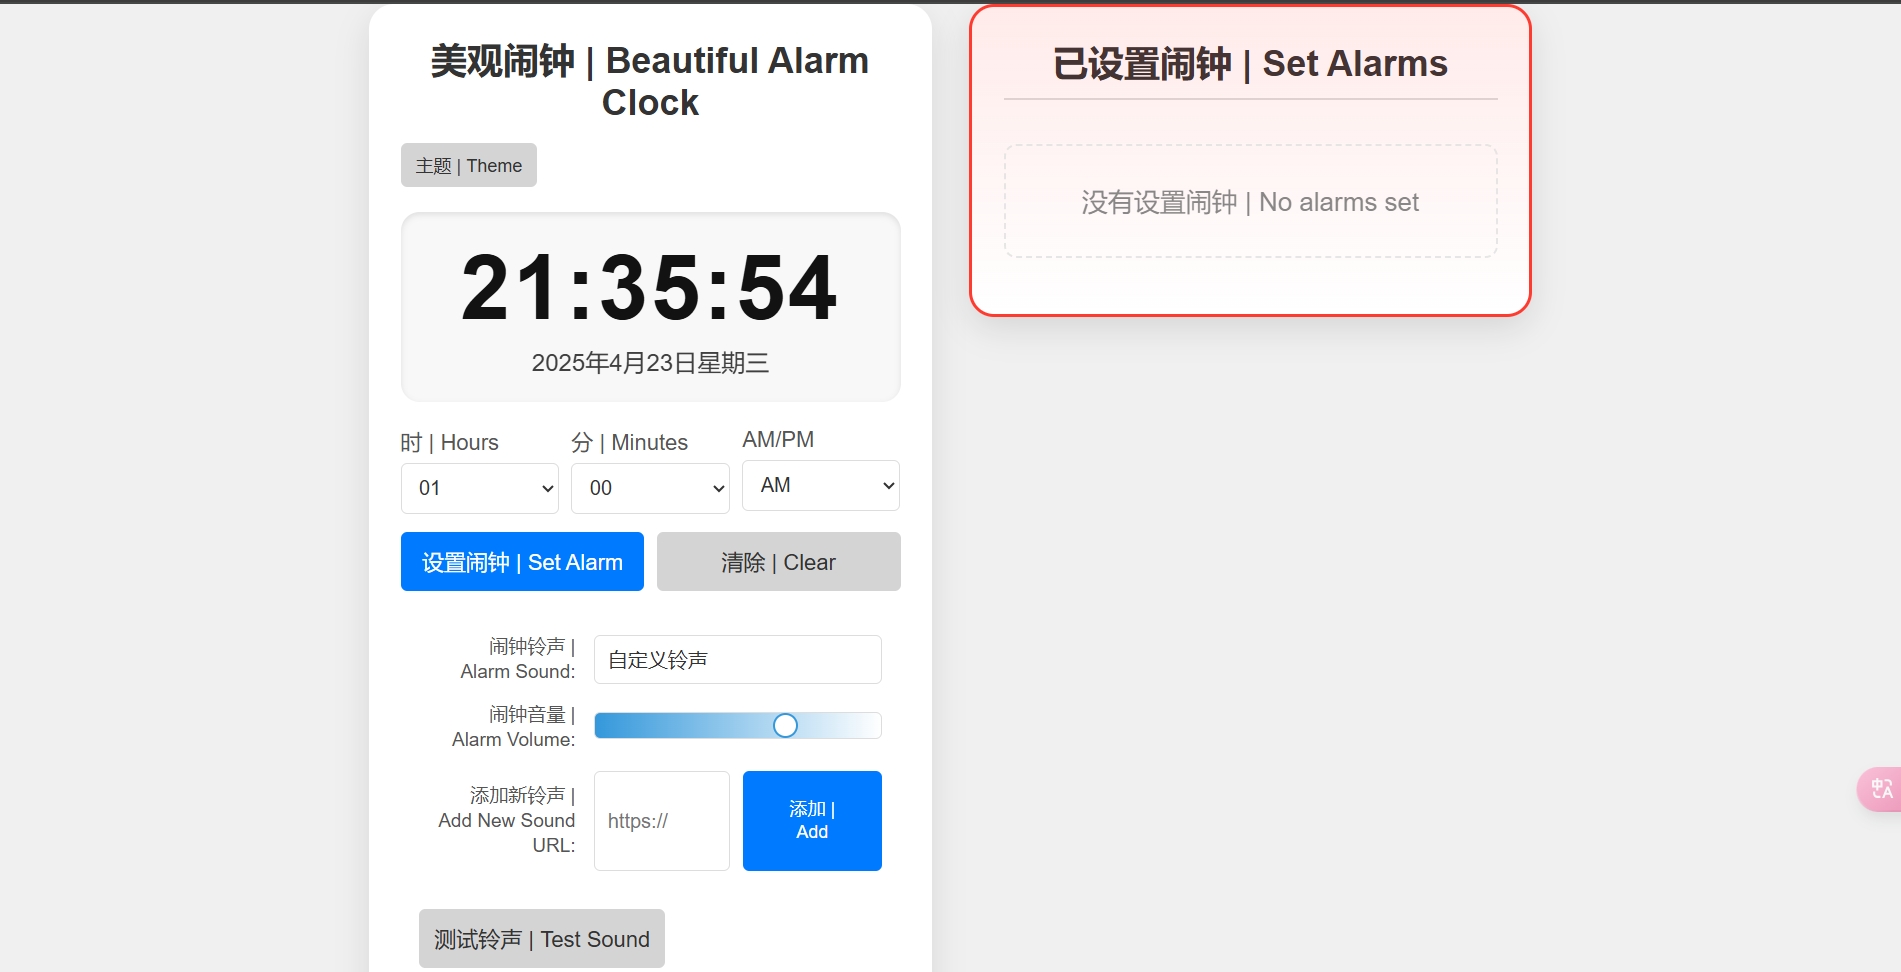 美观闹钟 | Beautiful Alarm
Clock
主题 | Theme
21:35:54
2025年4月23日星期三
时 | Hours
分 | Minutes
AM/PM
01
00
AM
设置闹钟 | Set Alarm
清除 | Clear
闹钟铃声 |
Alarm Sound:
自定义铃声
闹钟音量 |
Alarm Volume:
添加新铃声 |
Add New Sound
URL:
https://
添加 |
Add
测试铃声 | Test Sound
已设置闹钟 | Set Alarms
没有设置闹钟 | No alarms set
中
A